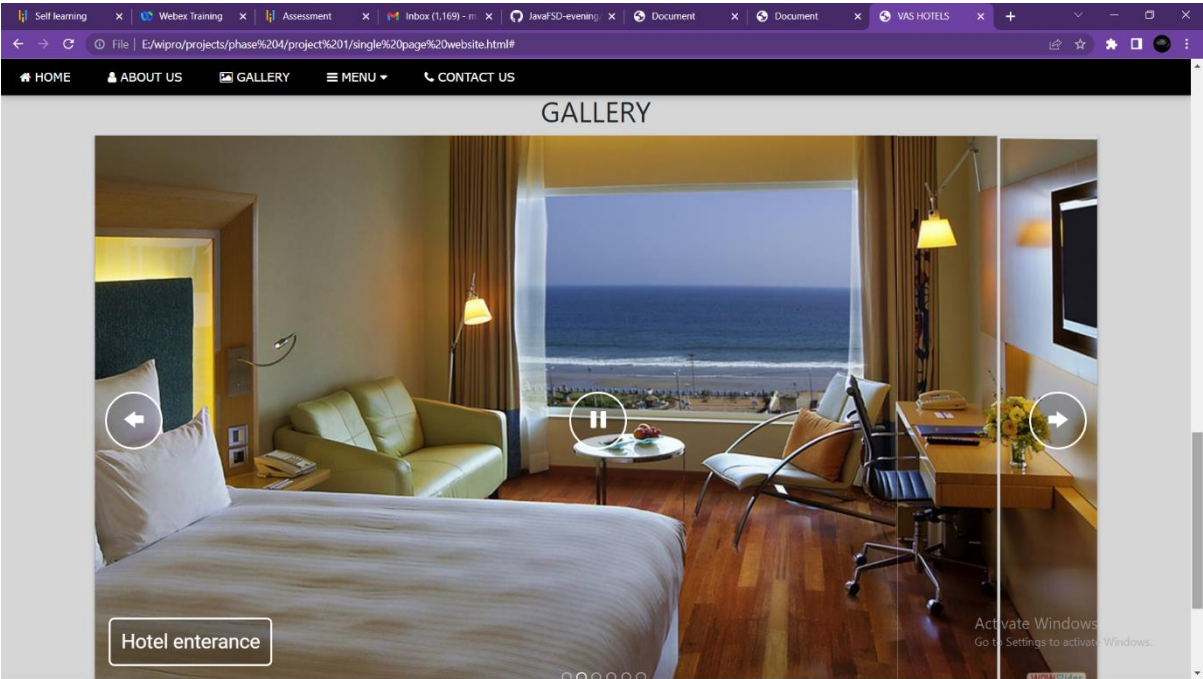 Self learning
Webex Training
Assessment
Inbox (1,169) - m
JavaFSD-evening
Document
Document
VAS HOTELS
File | E:/wipro/projects/phase%204/project%201/single%20page%20website.html#
HOME ABOUT US GALLERY MENU CONTACT US
GALLERY
Hotel enterance
Activate Windows
Go to Settings to activate Windows.
WOWSlider